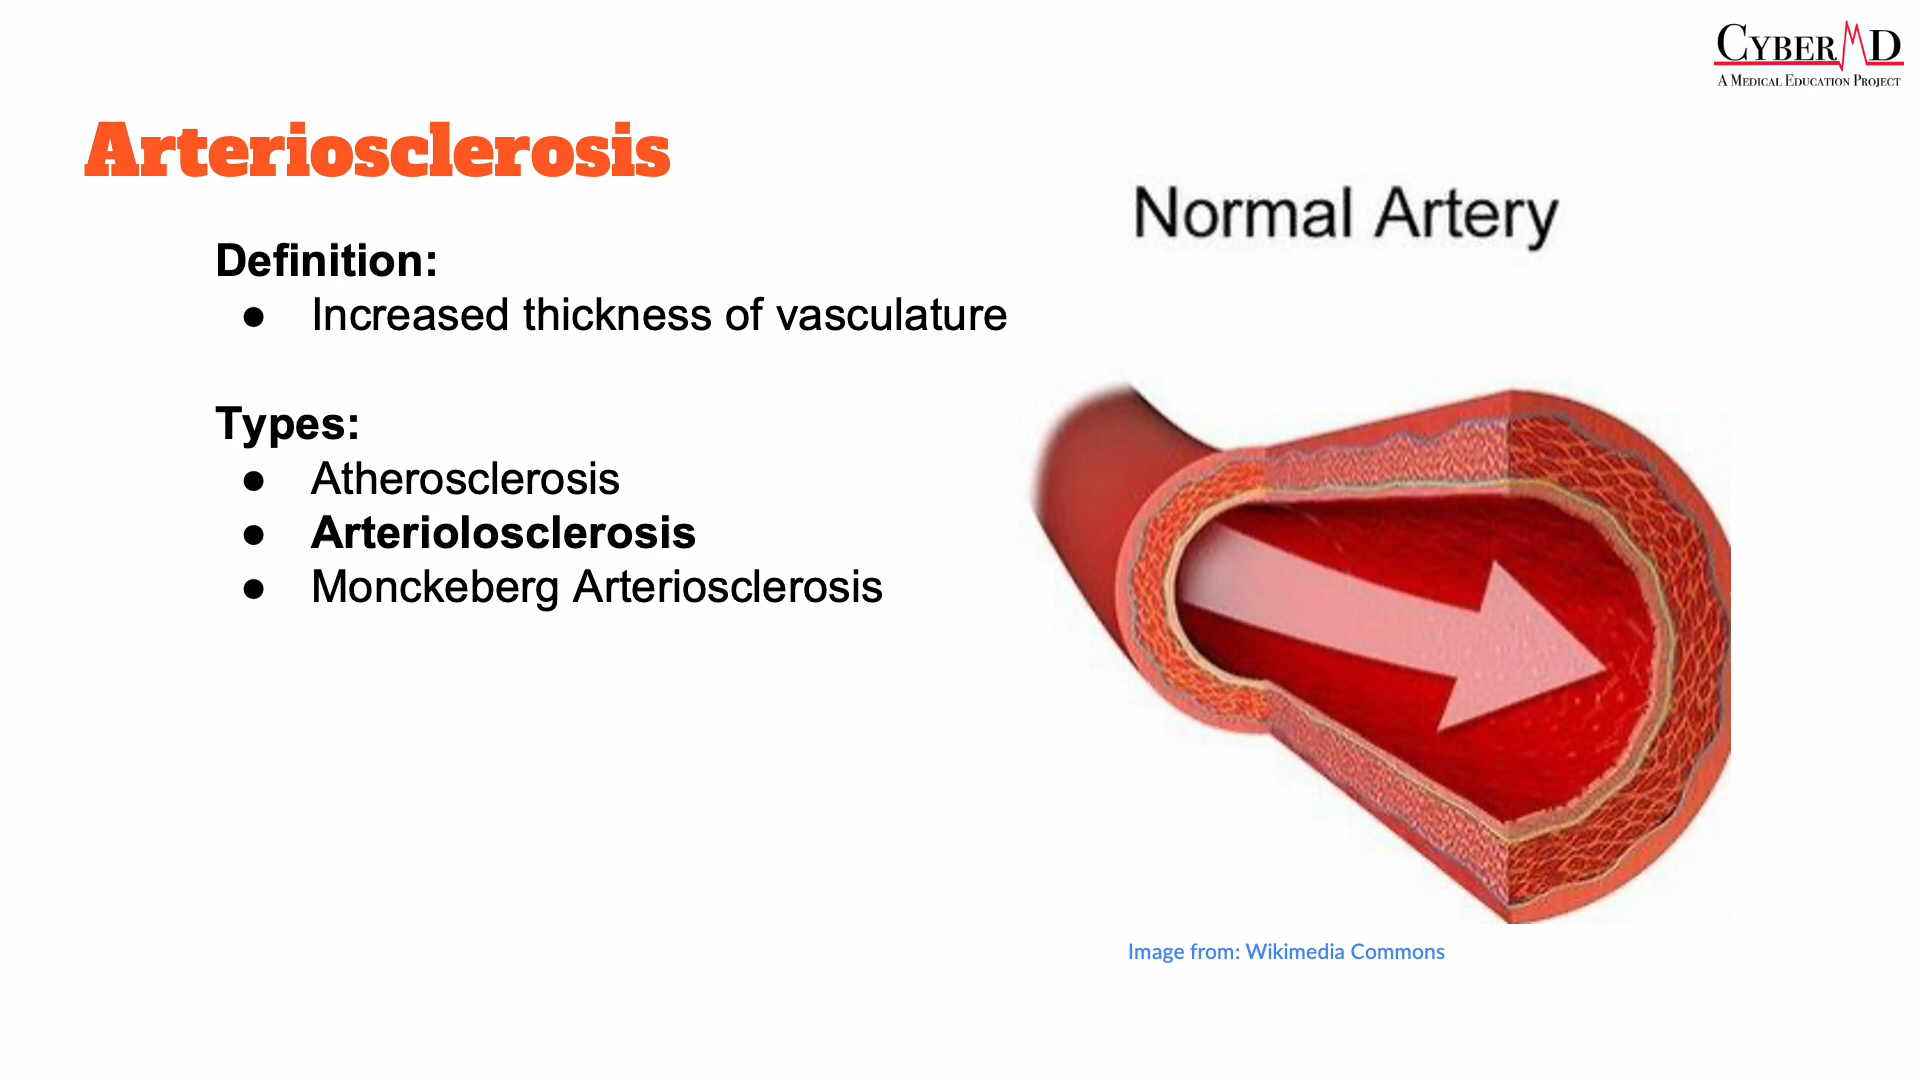 CYBERMD
A MEDICAL EDUCATION PROJECT
Arteriosclerosis
Definition:
● Increased thickness of vasculature
Types:
● Atherosclerosis
● Arteriolosclerosis
● Monckeberg Arteriosclerosis
Normal Artery
Image from: Wikimedia Commons